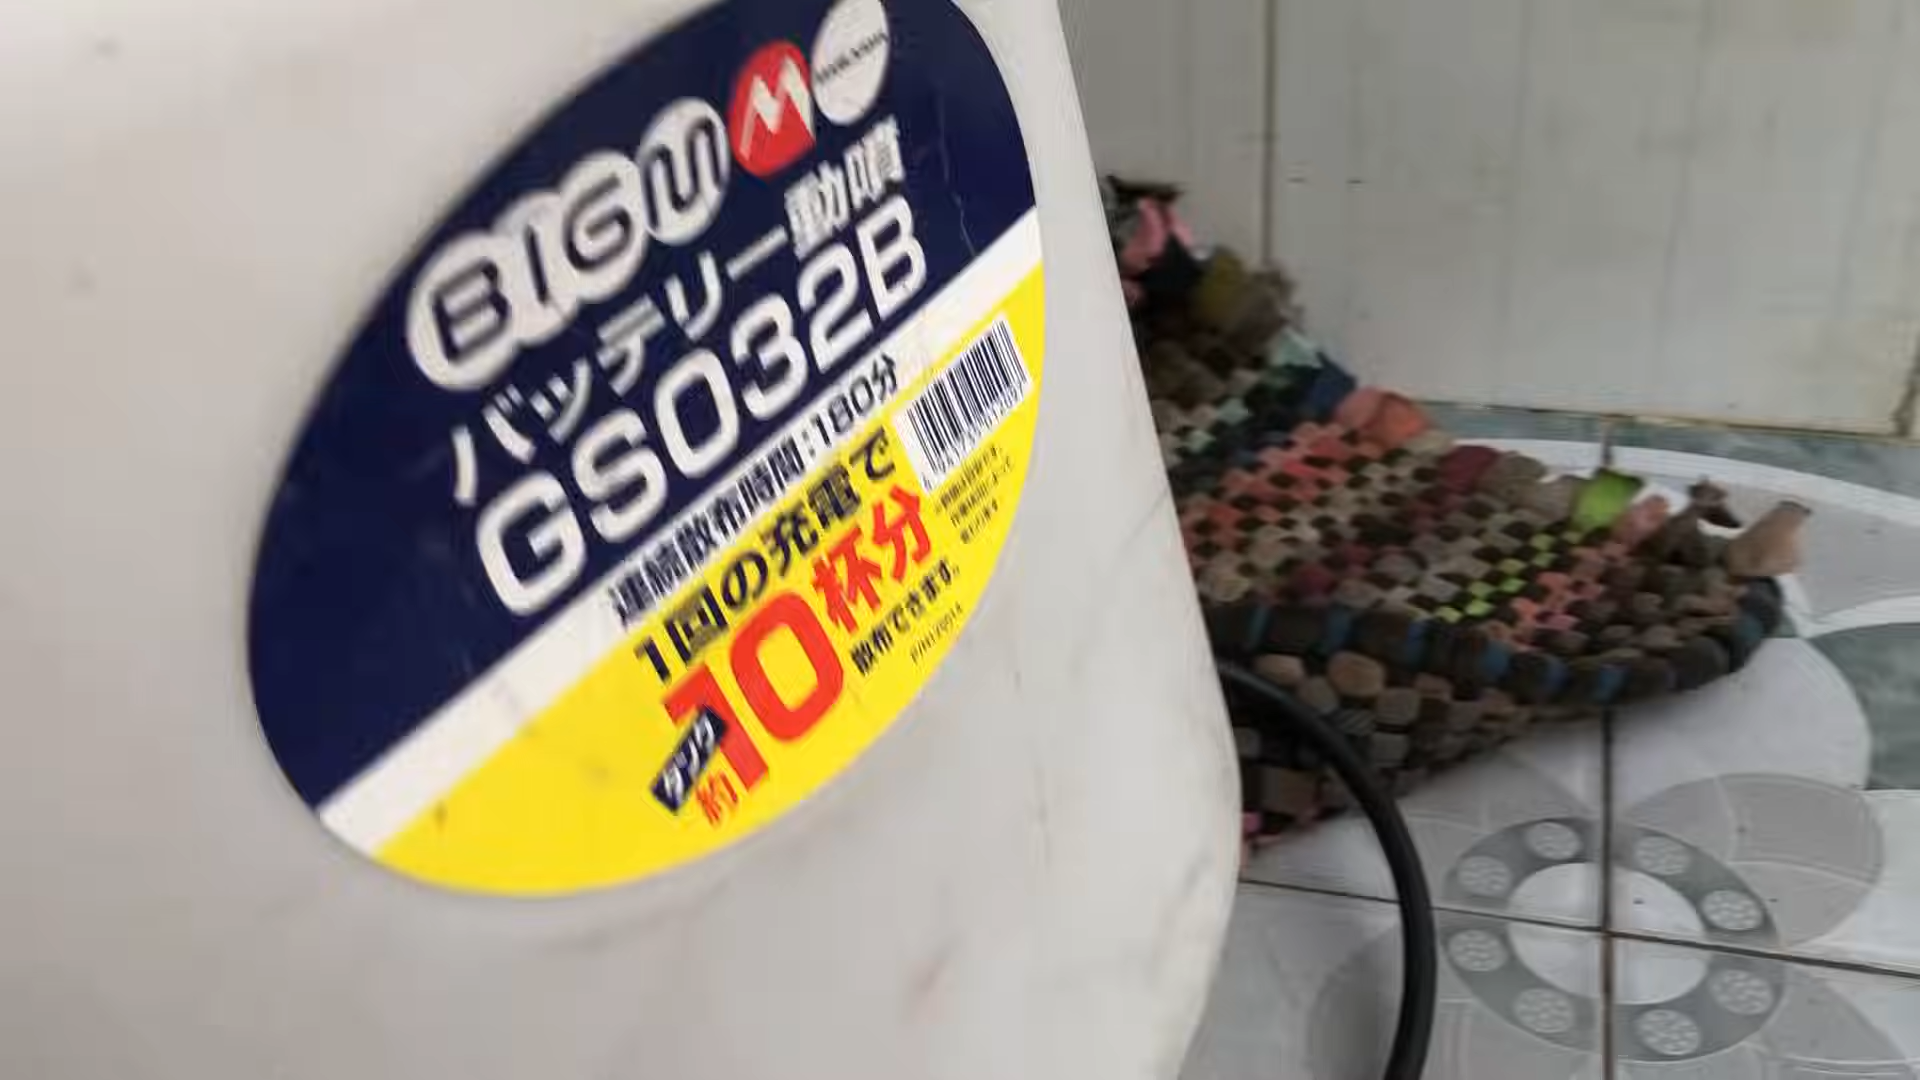 BIGM M
バッテリー動噴
GS032B
連続散布時間:180分
1回の充電で
タンク
約10杯分
散布できます。